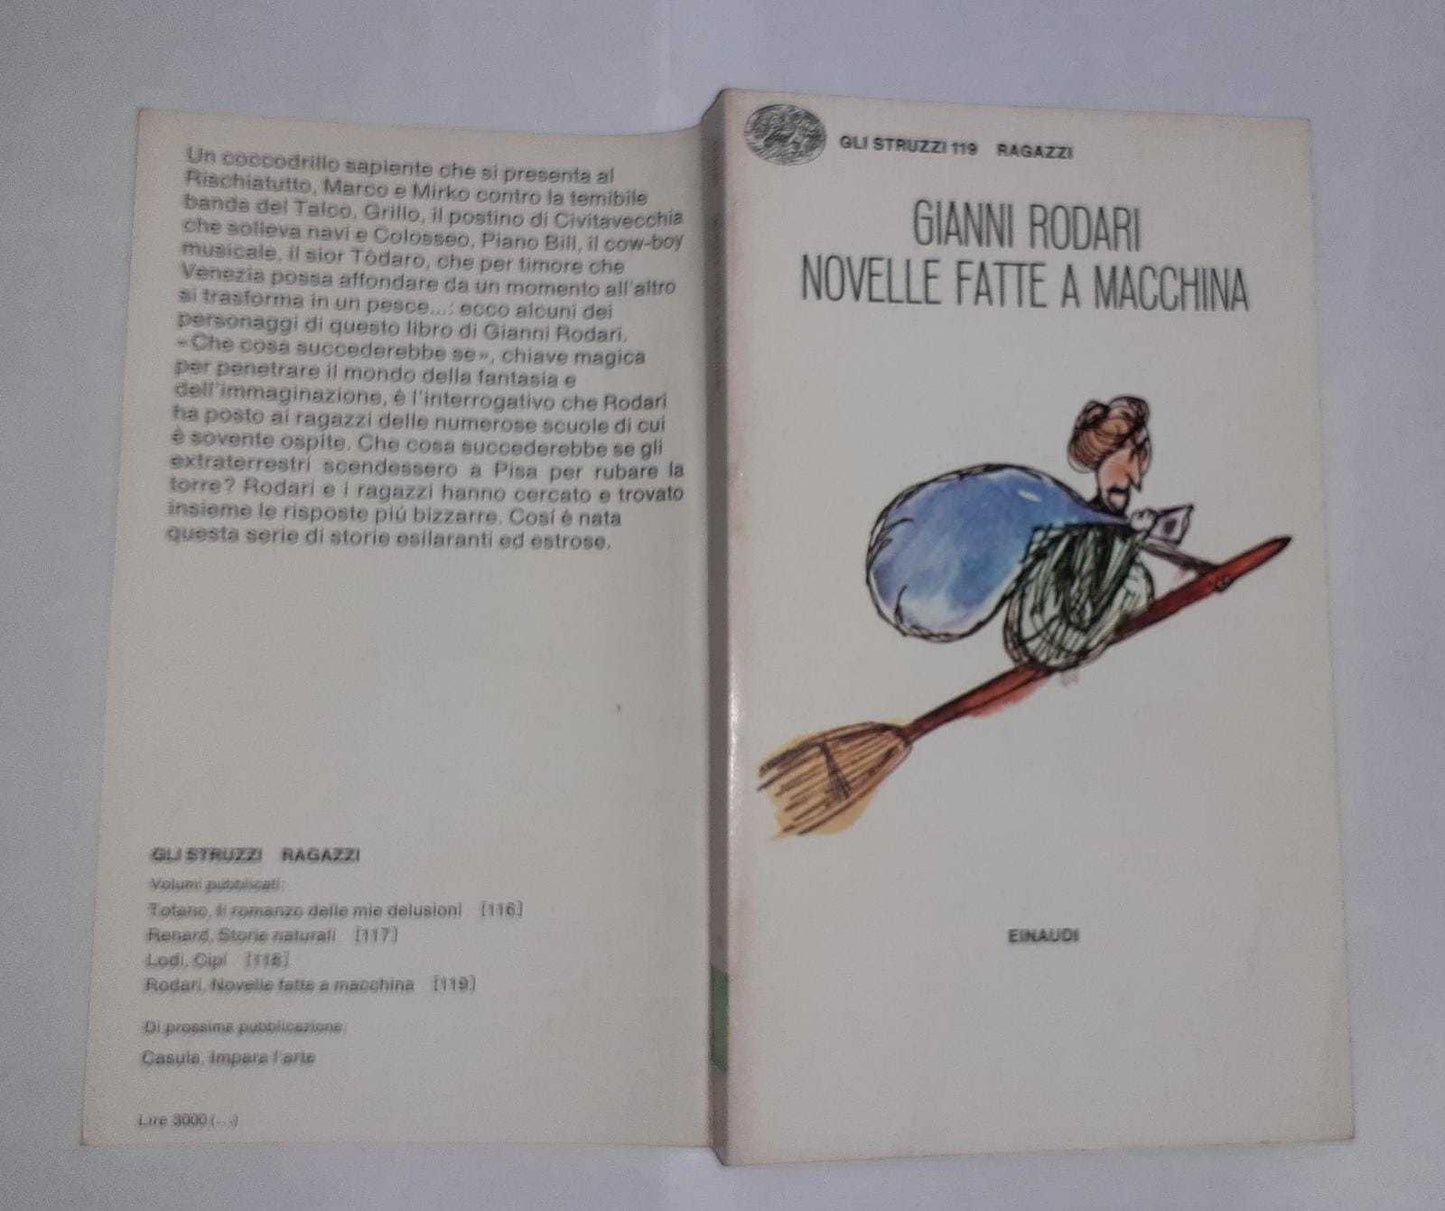 Un coccodrillo sapiente che si presenta al
Rischiatutto, Marco e Mirko contro la temibile
banda del Talco, Grillo, il postino di Civitavecchia
che solleva navi e Colosseo, Piano Bill, il cow-boy
musicale, il sior Tòdaro, che per timore che
Venezia possa affondare da un momento all'altro
si trasforma in un pesce...: ecco alcuni dei
personaggi di questo libro di Gianni Rodari.
«Che cosa succederebbe se», chiave magica
per penetrare il mondo della fantasia e
dell'immaginazione, è l'interrogativo che Rodari
ha posto ai ragazzi delle numerose scuole di cui
è sovente ospite. Che cosa succederebbe se gli
extraterrestri scendessero a Pisa per rubare la
torre? Rodari e i ragazzi hanno cercato e trovato
insieme le risposte piú bizzarre. Cosí è nata
questa serie di storie esilaranti ed estrose.
GLI STRUZZI RAGAZZI
Volumi pubblicati:
Totano, Il romanzo delle mie delusioni [116]
Renard, Storie naturali [117]
Lodi, Cipí [118]
Rodari, Novelle fatte a macchina [119]
Di prossima pubblicazione:
Casula, Impara l'arte
Lire 3000 (...)
GLI STRUZZI 119 RAGAZZI
GIANNI RODARI
NOVELLE FATTE A MACCHINA
EINAUDI